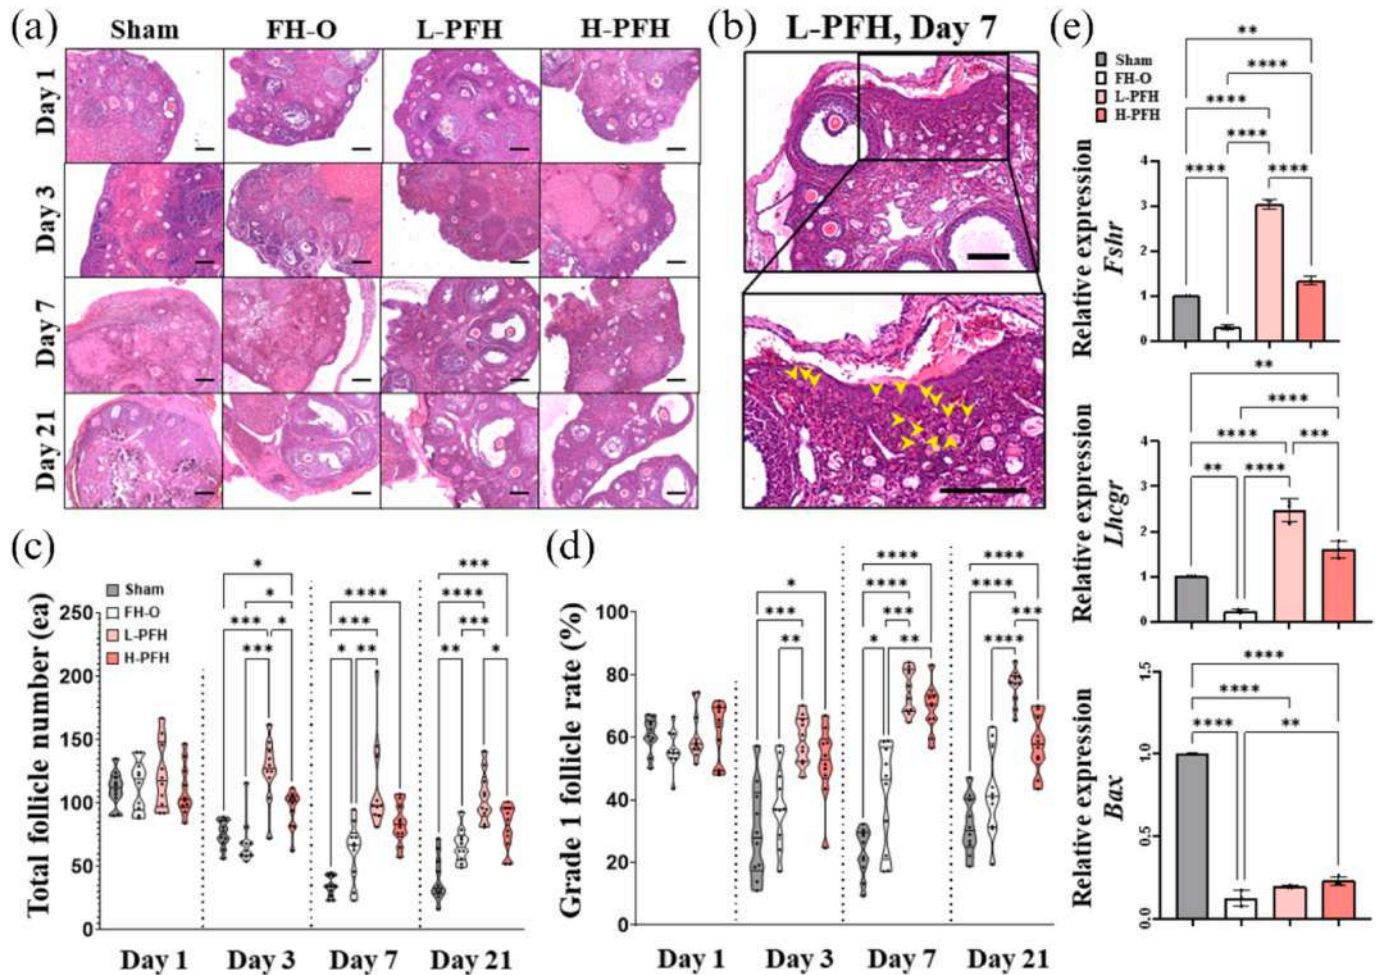 (a)
Sham
FH-O
L-PFH
H-PFH
Day 1
Day 3
Day 7
Day 21
(b)
L-PFH, Day 7
(c)
Total follicle number (ea)
Sham
FH-O
L-PFH
H-PFH
250
200
150
100
50
0
* * *** *** * ***
**** *** * **
*** **** *** ** *
Day 1 Day 3 Day 7 Day 21
(d)
Grade 1 follicle rate (%)
100
80
60
40
20
0
* *** **
**** **** *** * **
**** **** *** ****
Day 1 Day 3 Day 7 Day 21
(e)
Sham
FH-O
L-PFH
H-PFH
Relative expression
Fshr
4
3
2
1
0
**
****
****
****
**** ****
Relative expression
Lhcgr
4
3
2
1
0
**
****
**** ***
** ****
Relative expression
Bax
1.5
1.0
0.5
0.0
****
****
**** **